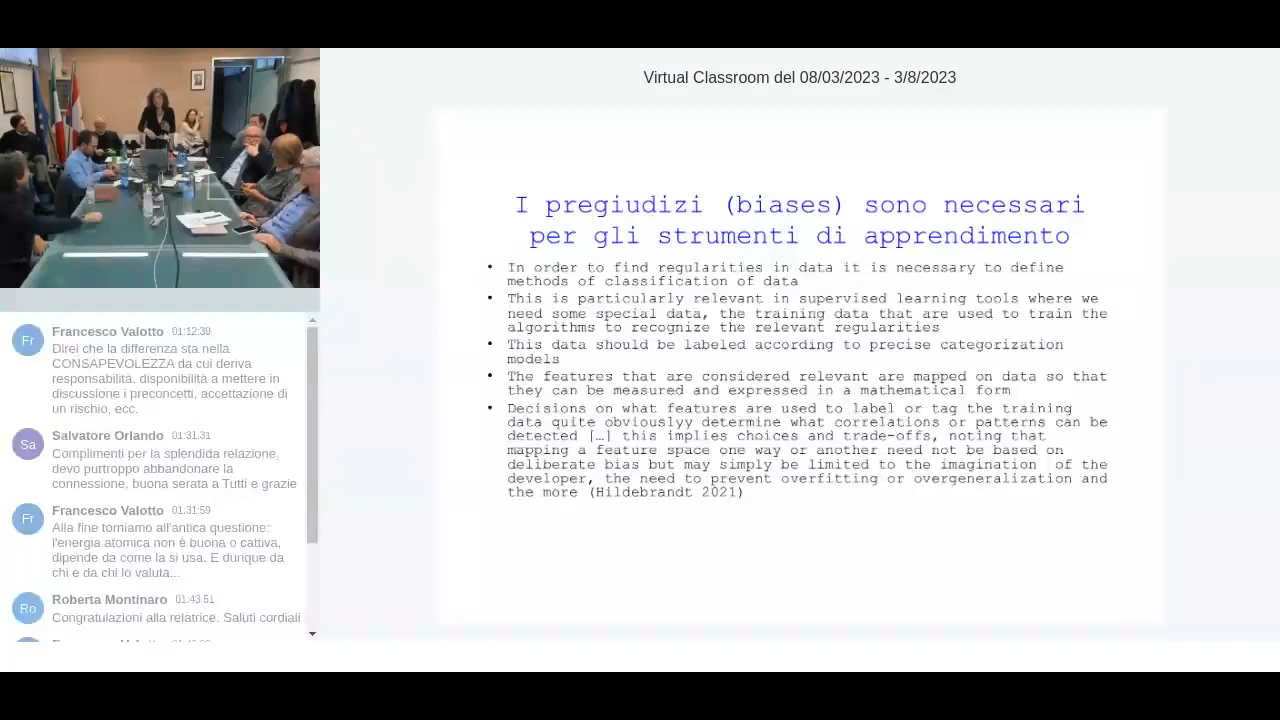 Virtual Classroom del 08/03/2023 - 3/8/2023
I pregiudizi (biases) sono necessari
per gli strumenti di apprendimento
• In order to find regularities in data it is necessary to define
methods of classification of data
• This is particularly relevant in supervised learning tools where we
need some special data, the training data that are used to train the
algorithms to recognize the relevant regularities
• This data should be labeled according to precise categorization
models
• The features that are considered relevant are mapped on data so that
they can be measured and expressed in a mathematical form
• Decisions on what features are used to label or tag the training
data quite obviouslyy determine what correlations or patterns can be
detected […] this implies choices and trade-offs, noting that
mapping a feature space one way or another need not be based on
deliberate bias but may simply be limited to the imagination of the
developer, the need to prevent overfitting or overgeneralization and
the more (Hildebrandt 2021)
Fr
Francesco Valotto 01:12:39
Direi che la differenza sta nella
CONSAPEVOLEZZA da cui deriva
responsabilità, disponibilità a mettere in
discussione i preconcetti, accettazione di
un rischio, ecc.
Sa
Salvatore Orlando 01:31:31
Complimenti per la splendida relazione,
devo purtroppo abbandonare la
connessione, buona serata a Tutti e grazie
Fr
Francesco Valotto 01:31:59
Alla fine torniamo all'antica questione:
l'energia atomica non è buona o cattiva,
dipende da come la si usa. E dunque da
chi e da chi lo valuta...
Ro
Roberta Montinaro 01:43:51
Congratulazioni alla relatrice. Saluti cordiali